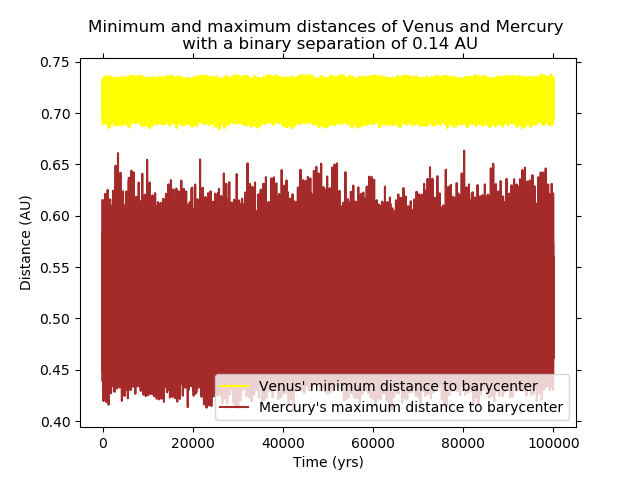 Minimum and maximum distances of Venus and Mercury
with a binary separation of 0.14 AU
0.75
0.70
0.65
0.60
0.55
0.50
0.45
0.40
Distance (AU)
Venus' minimum distance to barycenter
Mercury's maximum distance to barycenter
0 20000 40000 60000 80000 100000
Time (yrs)